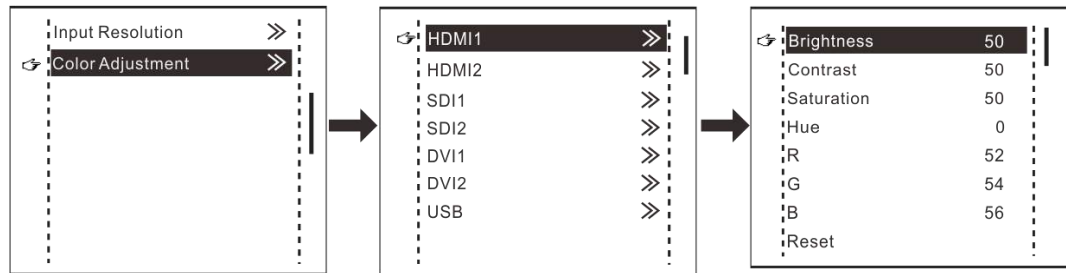 Input Resolution
Color Adjustment
HDMI1
HDMI2
SDI1
SDI2
DVI1
DVI2
USB
Brightness 50
Contrast 50
Saturation 50
Hue 0
R 52
G 54
B 56
Reset